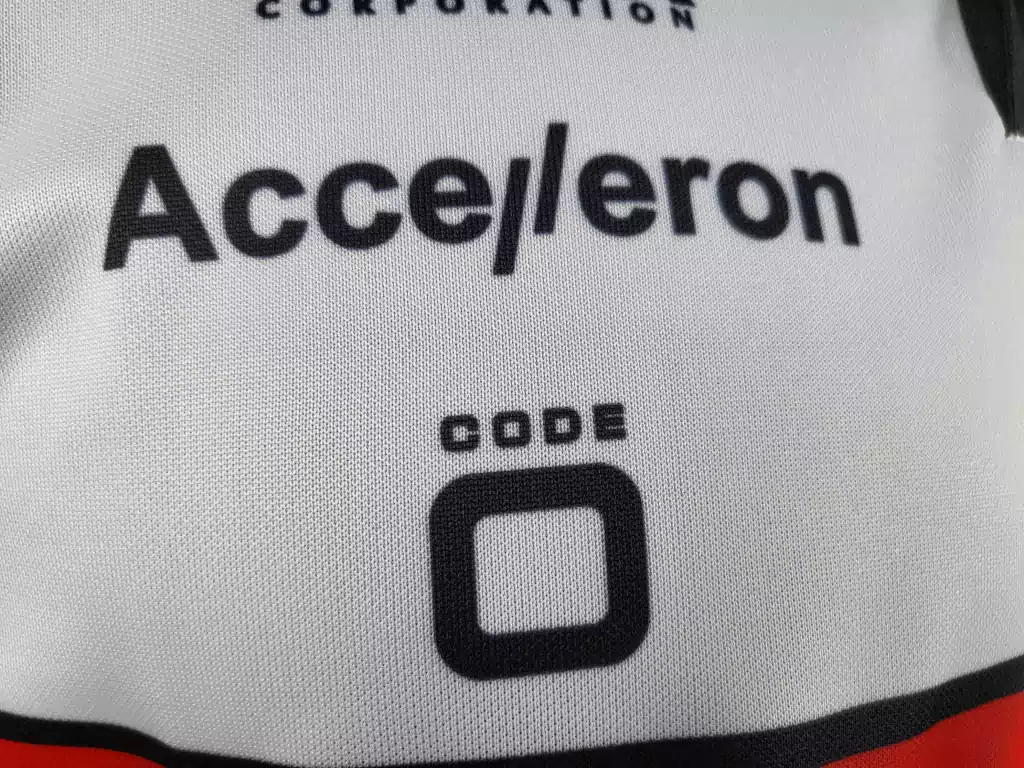 CORPORATION
Accelleron
CODE
0